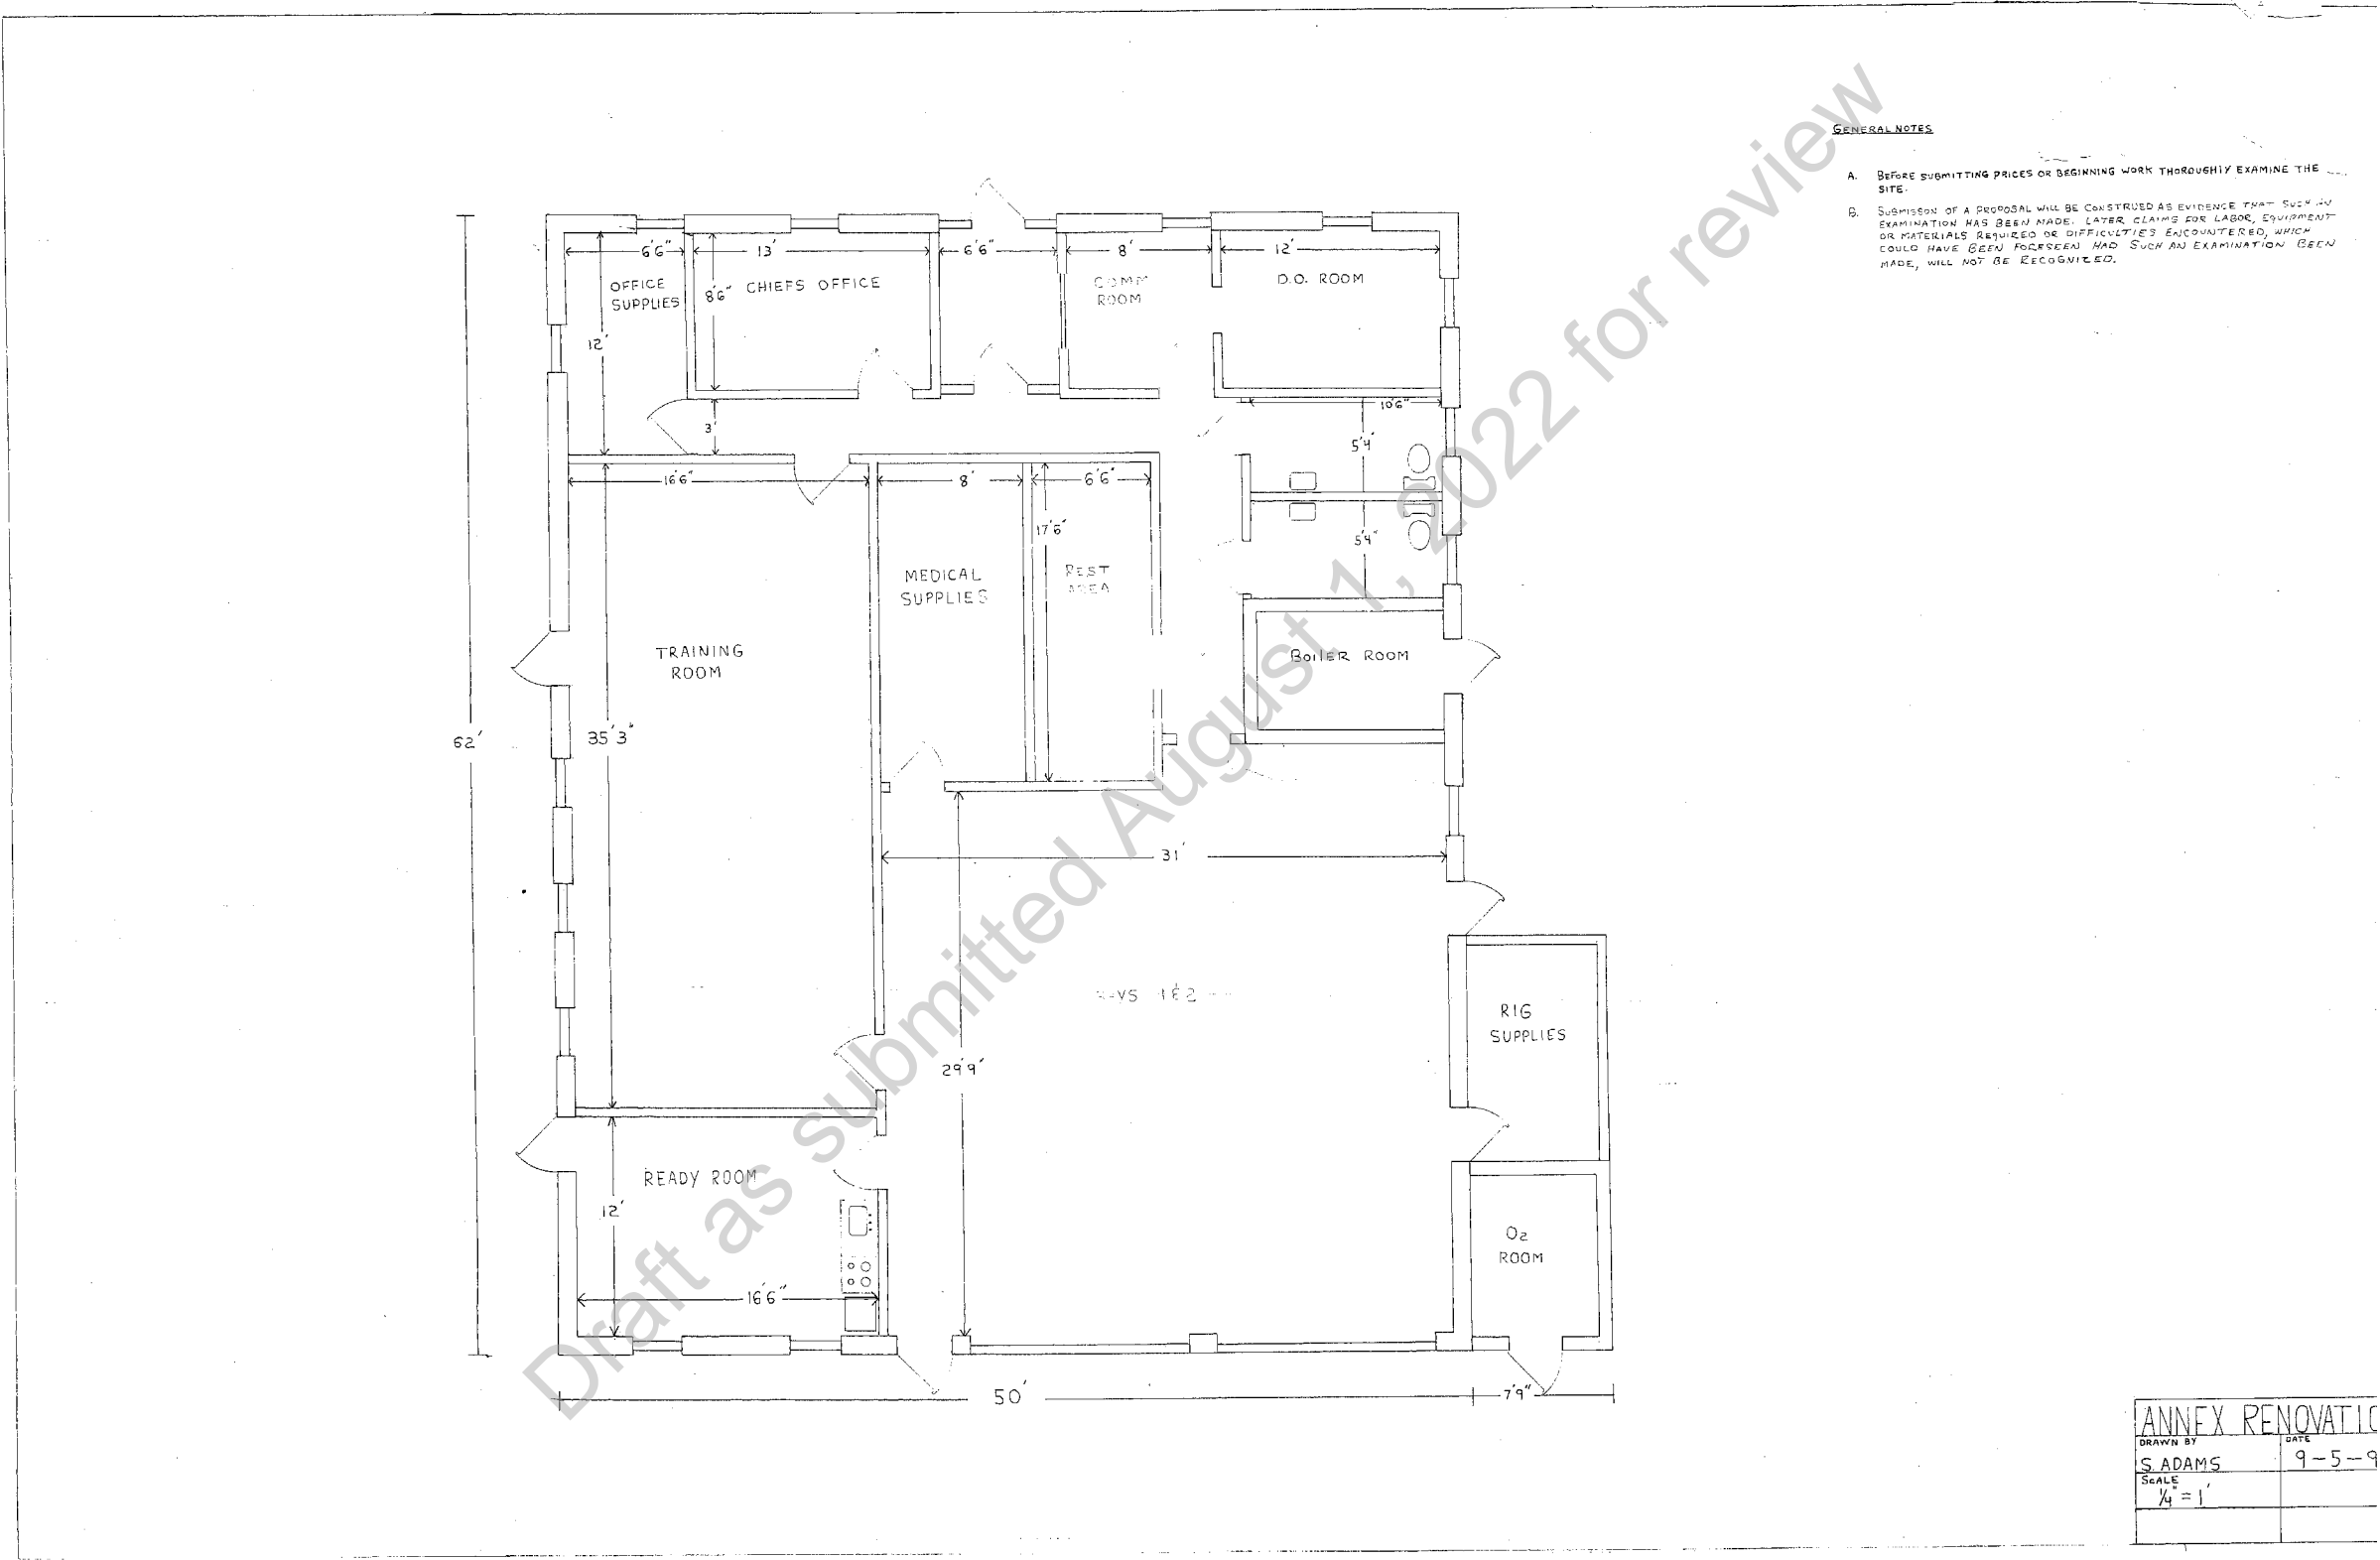 GENERAL NOTES
A. BEFORE SUBMITTING PRICES OR BEGINNING WORK THOROUGHLY EXAMINE THE
SITE.
B. SUBMISSON OF A PROPOSAL WILL BE CONSTRUED AS EVIDENCE THAT SUCH AN
EXAMINATION HAS BEEN MADE. LATER CLAIMS FOR LABOR, EQUIPMENT
OR MATERIALS REQUIRED OR DIFFICULTIES ENCOUNTERED, WHICH
COULD HAVE BEEN FORESEEN HAD SUCH AN EXAMINATION BEEN
MADE, WILL NOT BE RECOGNIZED.
6'6" 13' 6'6" 8' 12'
OFFICE
SUPPLIES
8'6" CHIEFS OFFICE
COMM
ROOM
D.O. ROOM
12'
3'
10'6"
5'4"
16'6" 8' 6'6"
17'6"
5'4"
MEDICAL
SUPPLIES
REST
AREA
TRAINING
ROOM
BOILER ROOM
62'
35'3"
31'
1&2
RIG
SUPPLIES
29'9"
READY ROOM
12'
O2
ROOM
16'6"
50' 7'9"
Draft as submitted August 1, 2022 for review
ANNEX RENOVATIO
DRAWN BY DATE
S. ADAMS 9-5-9
SCALE
1/4" = 1'